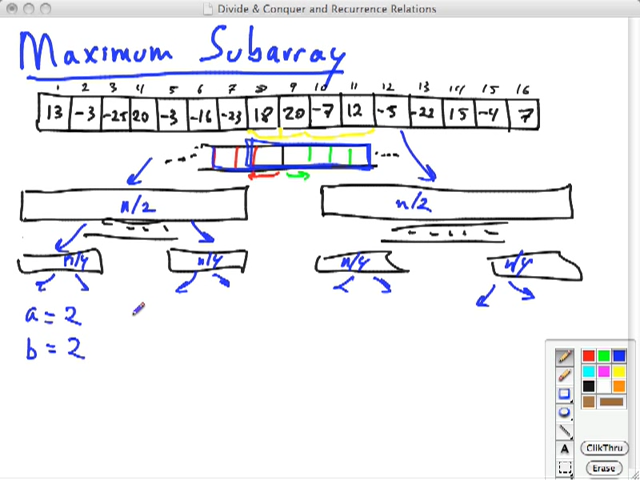 Divide & Conquer and Recurrence Relations
Maximum Subarray
1 2 3 4 5 6 7 8 9 10 11 12 13 14 15 16
13 -3 -25 20 -3 -16 -23 18 20 -7 12 -5 -22 15 -4 7
n/2 n/2
n/4 n/4 n/4 n/4
a = 2
b = 2
A
ClikThru
Erase